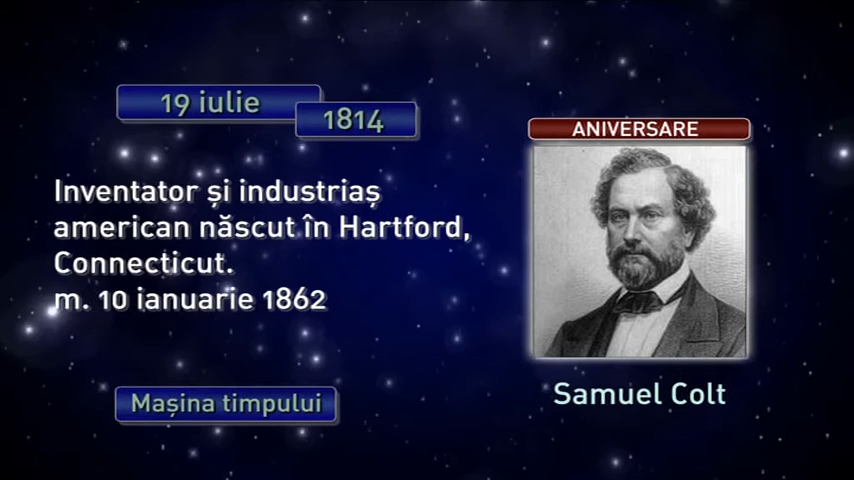 19 iulie
1814
Inventator și industriaș
american născut în Hartford,
Connecticut.
m. 10 ianuarie 1862
Mașina timpului
ANIVERSARE
Samuel Colt